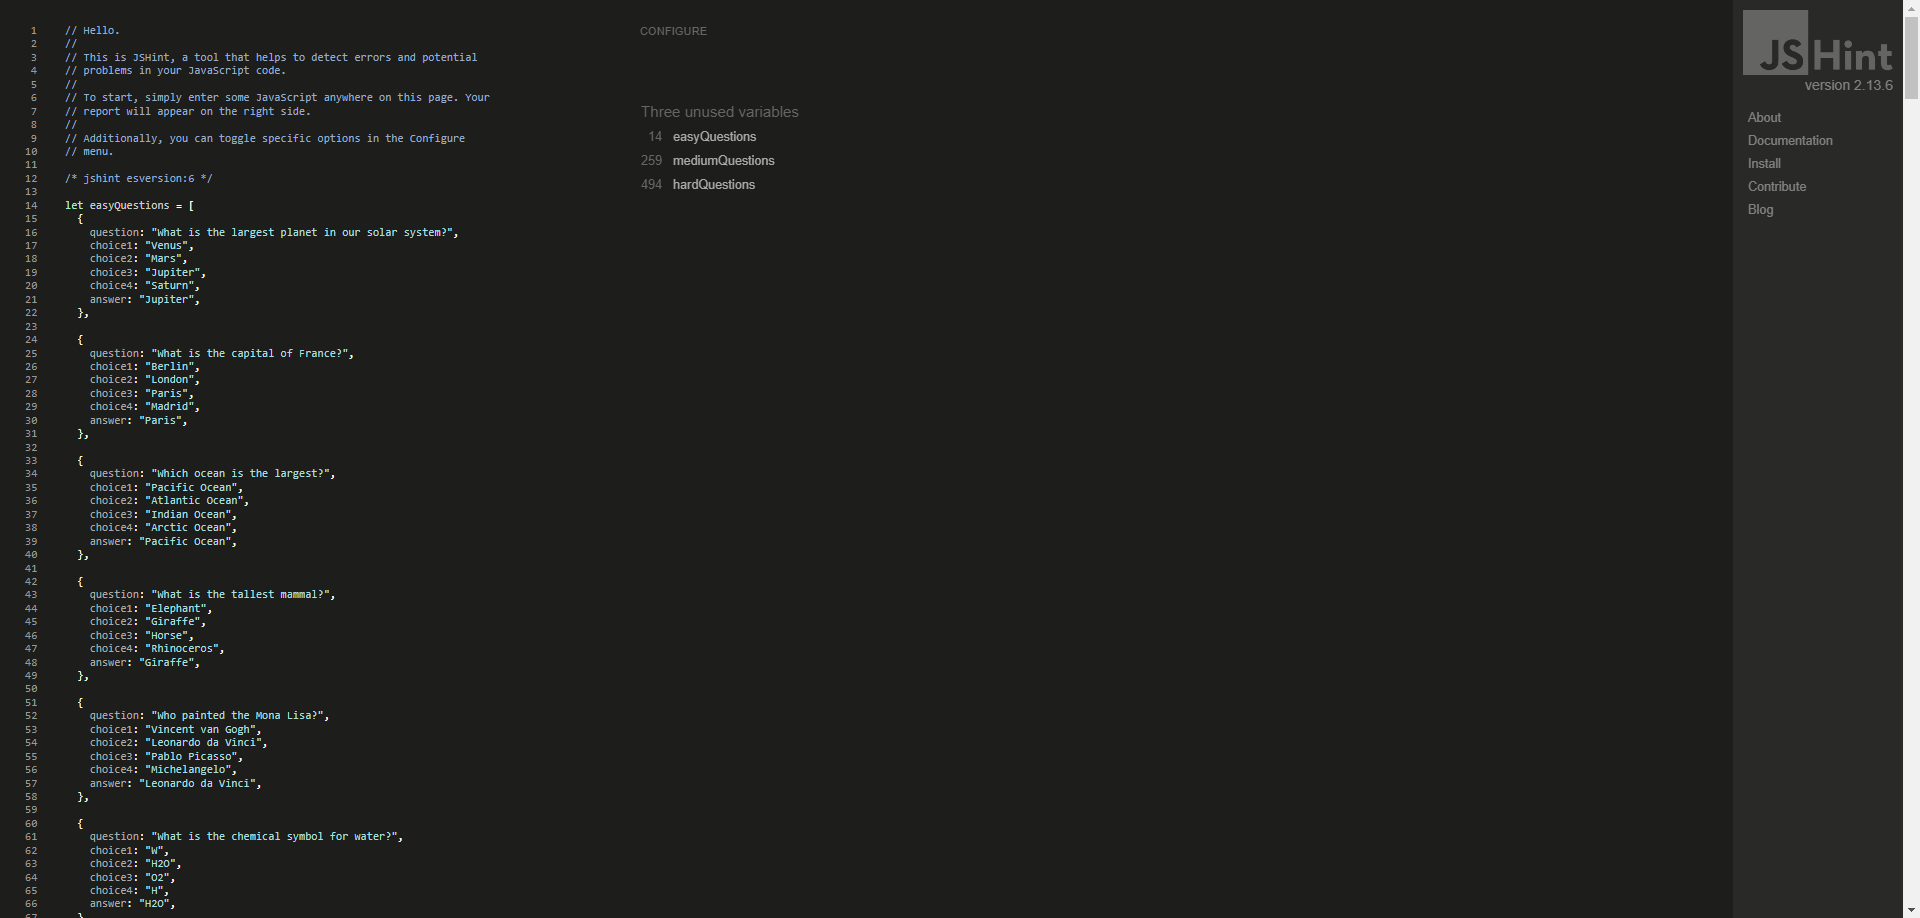 1 // Hello.
2 //
3 // This is JSHint, a tool that helps to detect errors and potential
4 // problems in your JavaScript code.
5 //
6 // To start, simply enter some JavaScript anywhere on this page. Your
7 // report will appear on the right side.
8 //
9 // Additionally, you can toggle specific options in the Configure
10 // menu.
11
12 /* jshint esversion:6 */
13
14 let easyQuestions = [
15 {
16 question: "What is the largest planet in our solar system?",
17 choice1: "Venus",
18 choice2: "Mars",
19 choice3: "Jupiter",
20 choice4: "Saturn",
21 answer: "Jupiter",
22 },
23
24 {
25 question: "What is the capital of France?",
26 choice1: "Berlin",
27 choice2: "London",
28 choice3: "Paris",
29 choice4: "Madrid",
30 answer: "Paris",
31 },
32
33 {
34 question: "Which ocean is the largest?",
35 choice1: "Pacific Ocean",
36 choice2: "Atlantic Ocean",
37 choice3: "Indian Ocean",
38 choice4: "Arctic Ocean",
39 answer: "Pacific Ocean",
40 },
41
42 {
43 question: "What is the tallest mammal?",
44 choice1: "Elephant",
45 choice2: "Giraffe",
46 choice3: "Horse",
47 choice4: "Rhinoceros",
48 answer: "Giraffe",
49 },
50
51 {
52 question: "Who painted the Mona Lisa?",
53 choice1: "Vincent van Gogh",
54 choice2: "Leonardo da Vinci",
55 choice3: "Pablo Picasso",
56 choice4: "Michelangelo",
57 answer: "Leonardo da Vinci",
58 },
59
60 {
61 question: "What is the chemical symbol for water?",
62 choice1: "W",
63 choice2: "H2O",
64 choice3: "O2",
65 choice4: "H",
66 answer: "H2O",
67 }
CONFIGURE
Three unused variables
14 easyQuestions
259 mediumQuestions
494 hardQuestions
JSHint
version 2.13.6
About
Documentation
Install
Contribute
Blog